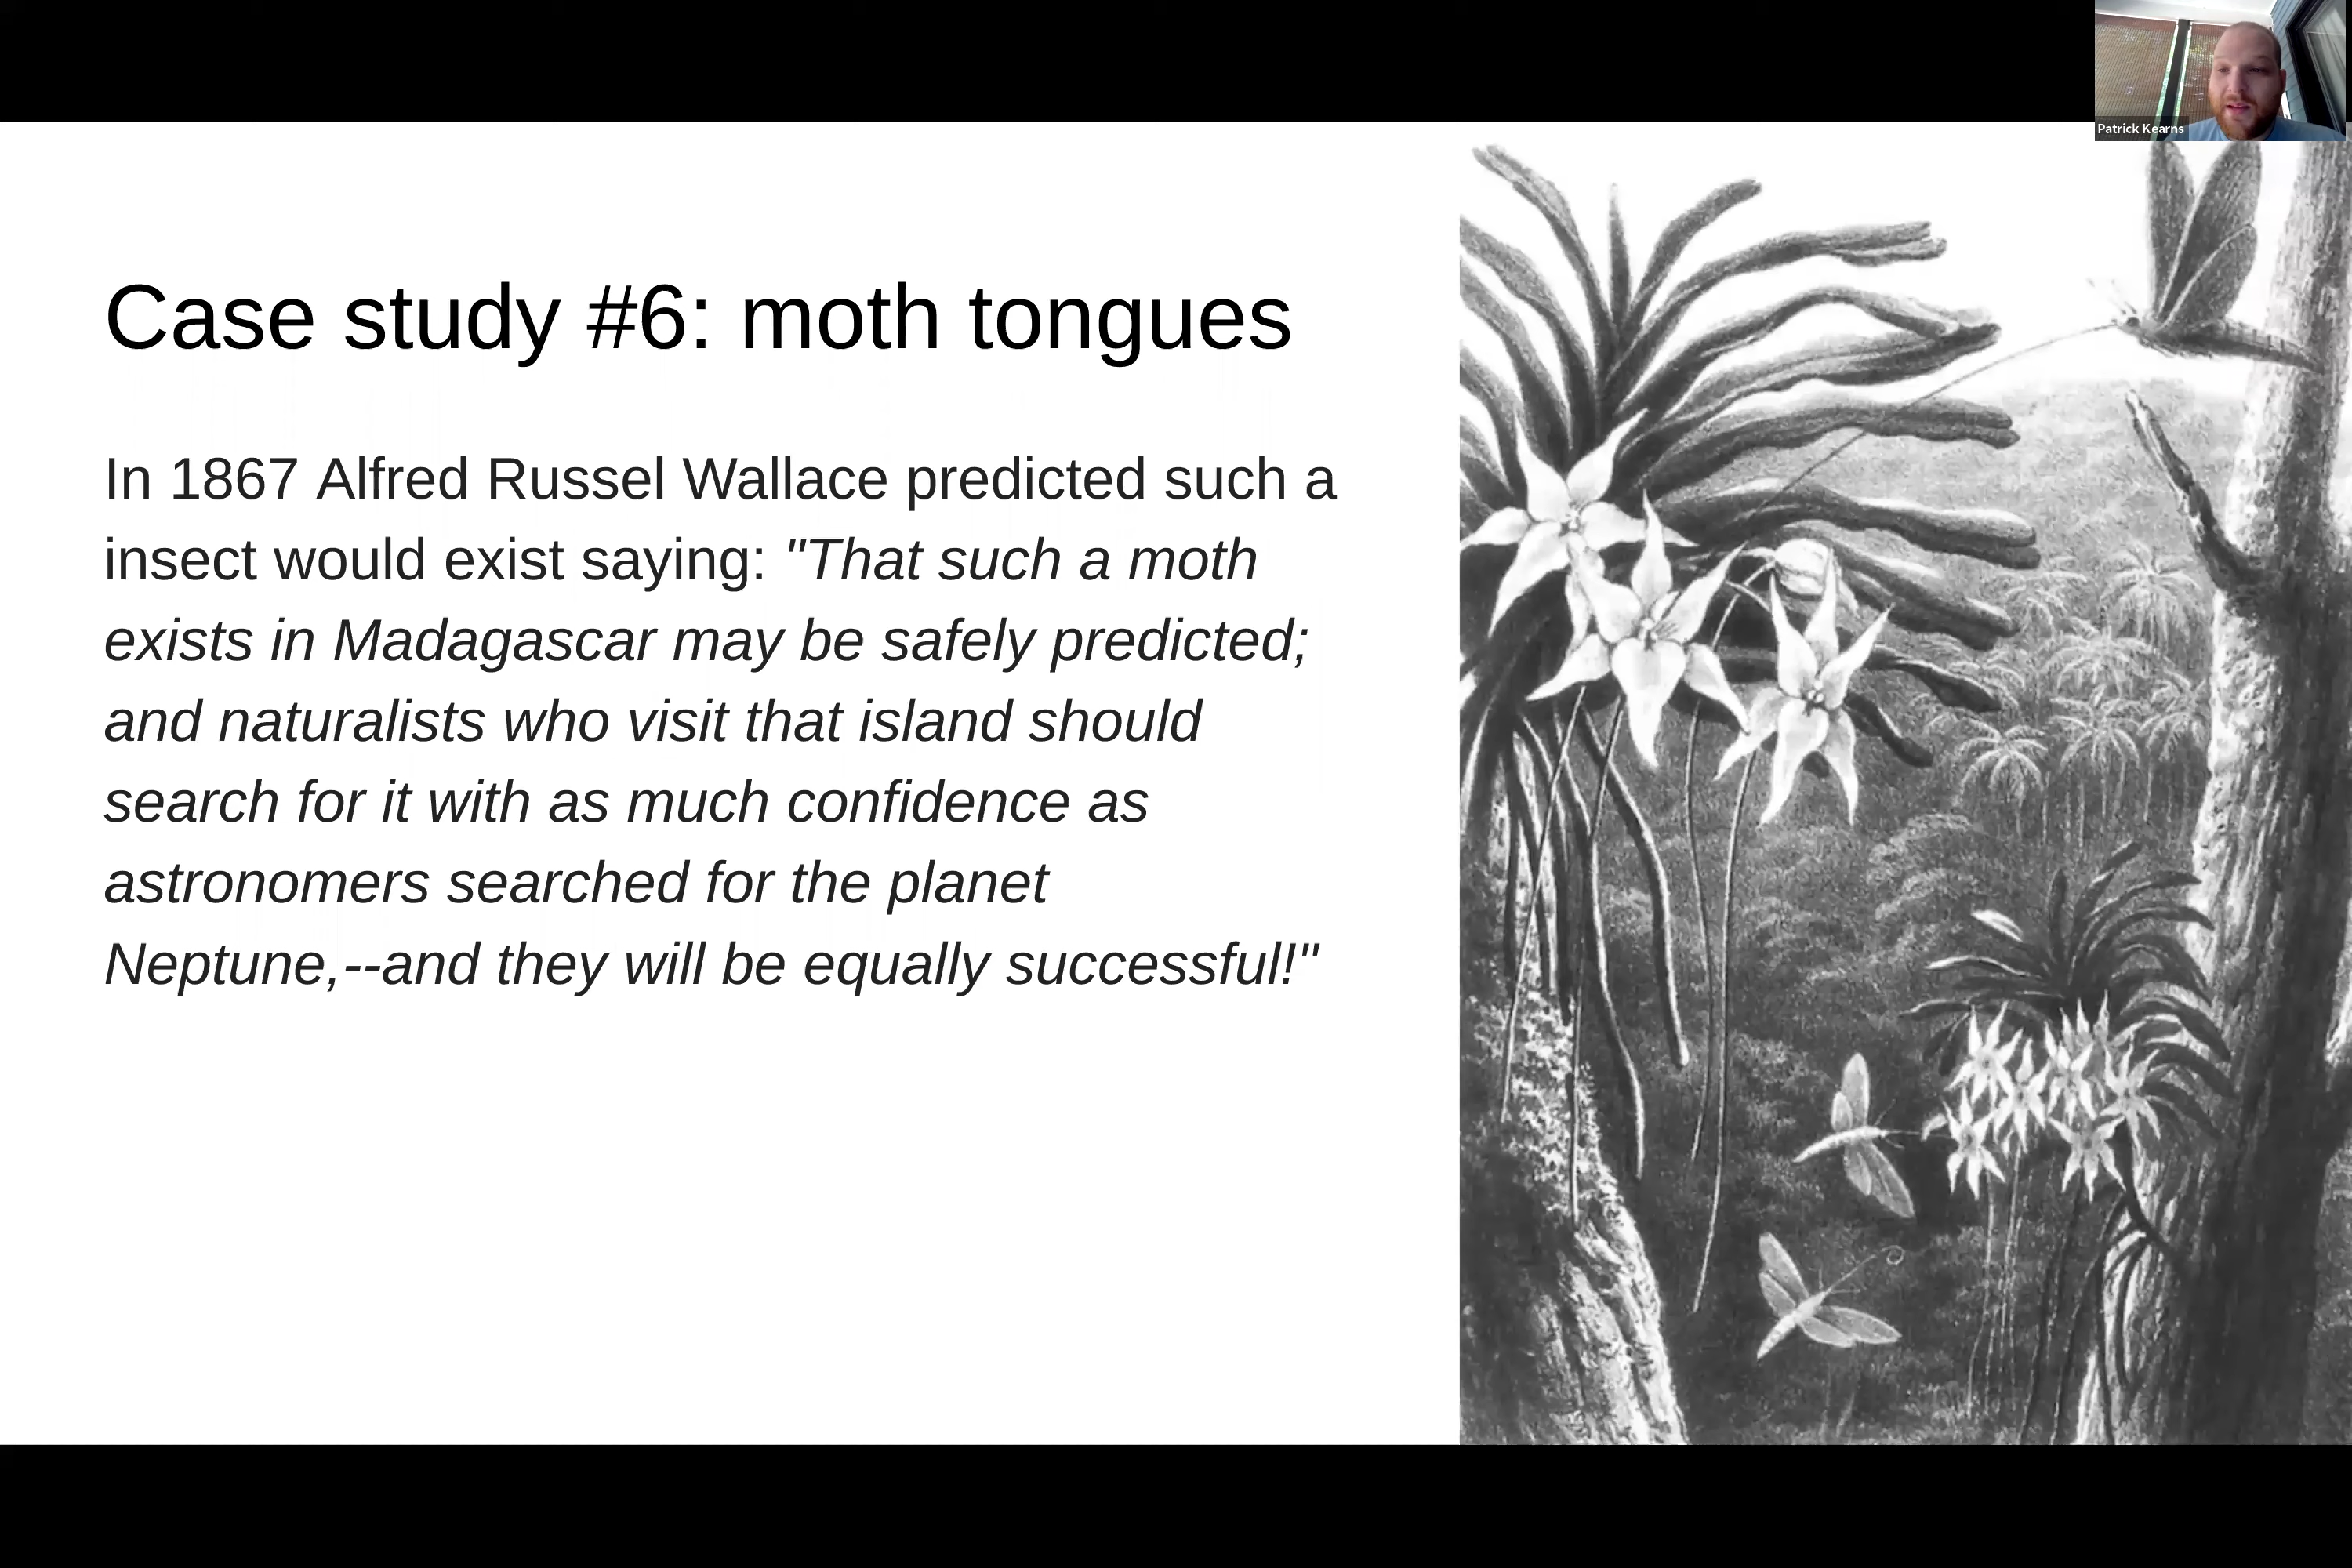 Patrick Kearns
Case study #6: moth tongues
In 1867 Alfred Russel Wallace predicted such a
insect would exist saying: "That such a moth
exists in Madagascar may be safely predicted;
and naturalists who visit that island should
search for it with as much confidence as
astronomers searched for the planet
Neptune,--and they will be equally successful!"